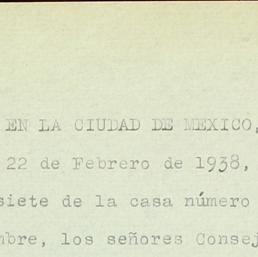 EN LA CIUDAD DE MEXICO,
22 de Febrero de 1938,
siete de la casa número
mbre, los señores Consej